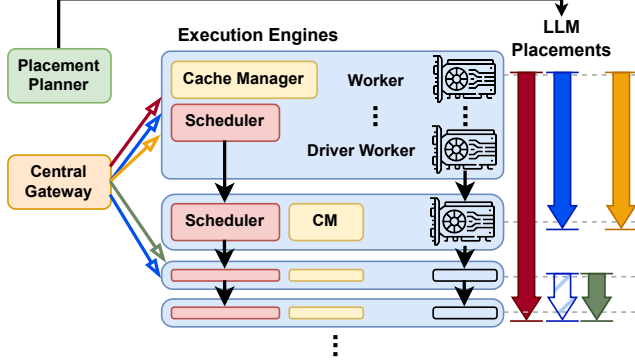 Execution Engines
LLM
Placements
Placement
Planner
Cache Manager
Worker
Scheduler
Driver Worker
Central
Gateway
Scheduler
CM